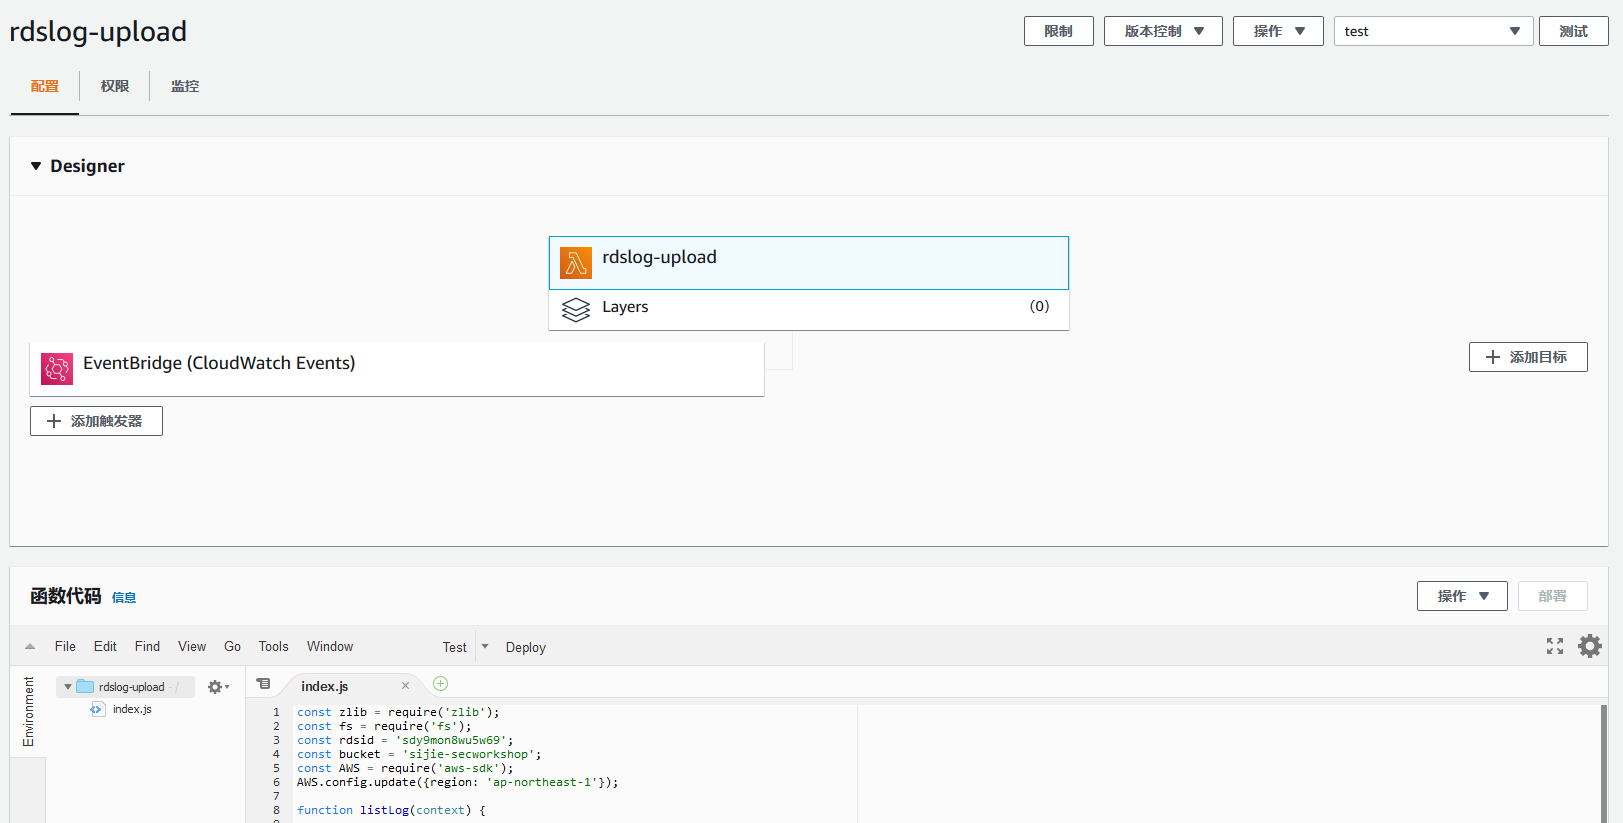 rdslog-upload
限制
版本控制
操作
test
测试
配置
权限
监控
Designer
rdslog-upload
Layers
(0)
EventBridge (CloudWatch Events)
添加目标
添加触发器
函数代码 信息
操作
部署
File Edit Find View Go Tools Window Test Deploy
Environment
rdslog-upload - /
index.js
index.js
1 const zlib = require('zlib');
2 const fs = require('fs');
3 const rdsid = 'sdy9mon8wu5w69';
4 const bucket = 'sijie-secworkshop';
5 const AWS = require('aws-sdk');
6 AWS.config.update({region: 'ap-northeast-1'});
7
8 function listLog(context) {